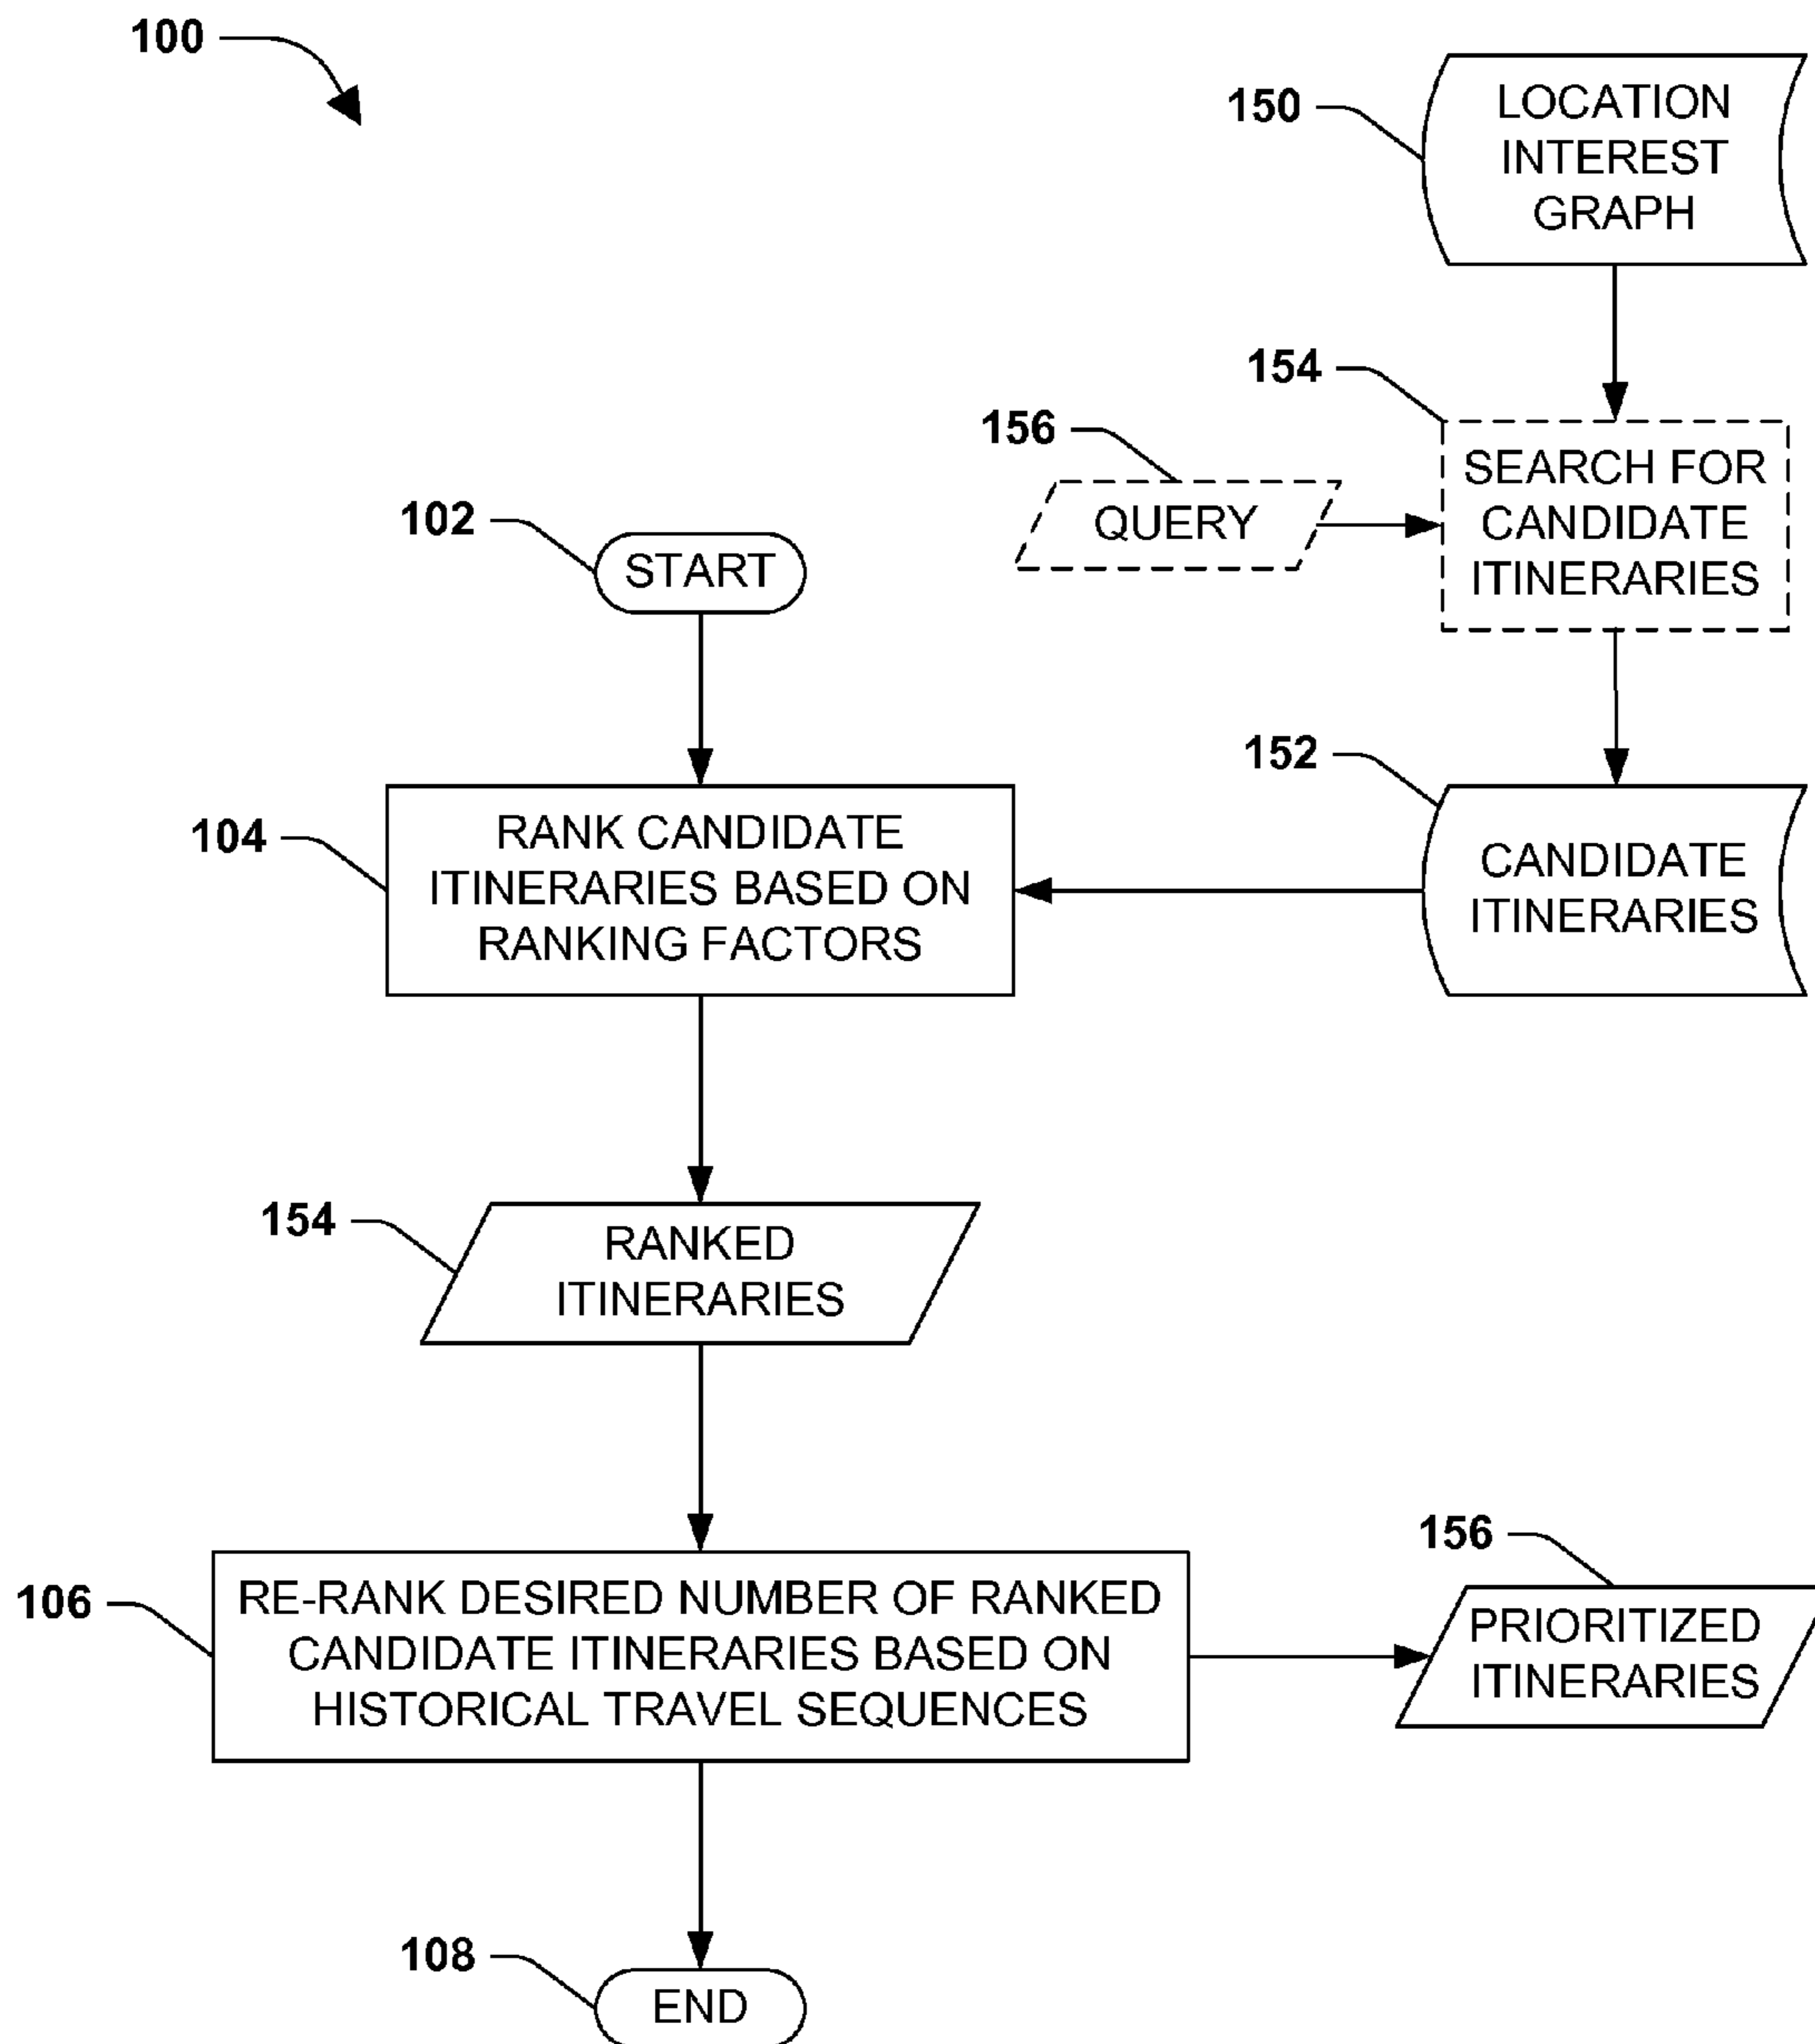 100
150
LOCATION
INTEREST
GRAPH
154
SEARCH FOR
CANDIDATE
ITINERARIES
156
QUERY
102
START
152
CANDIDATE
ITINERARIES
104
RANK CANDIDATE
ITINERARIES BASED ON
RANKING FACTORS
154
RANKED
ITINERARIES
106
RE-RANK DESIRED NUMBER OF RANKED
CANDIDATE ITINERARIES BASED ON
HISTORICAL TRAVEL SEQUENCES
156
PRIORITIZED
ITINERARIES
108
END